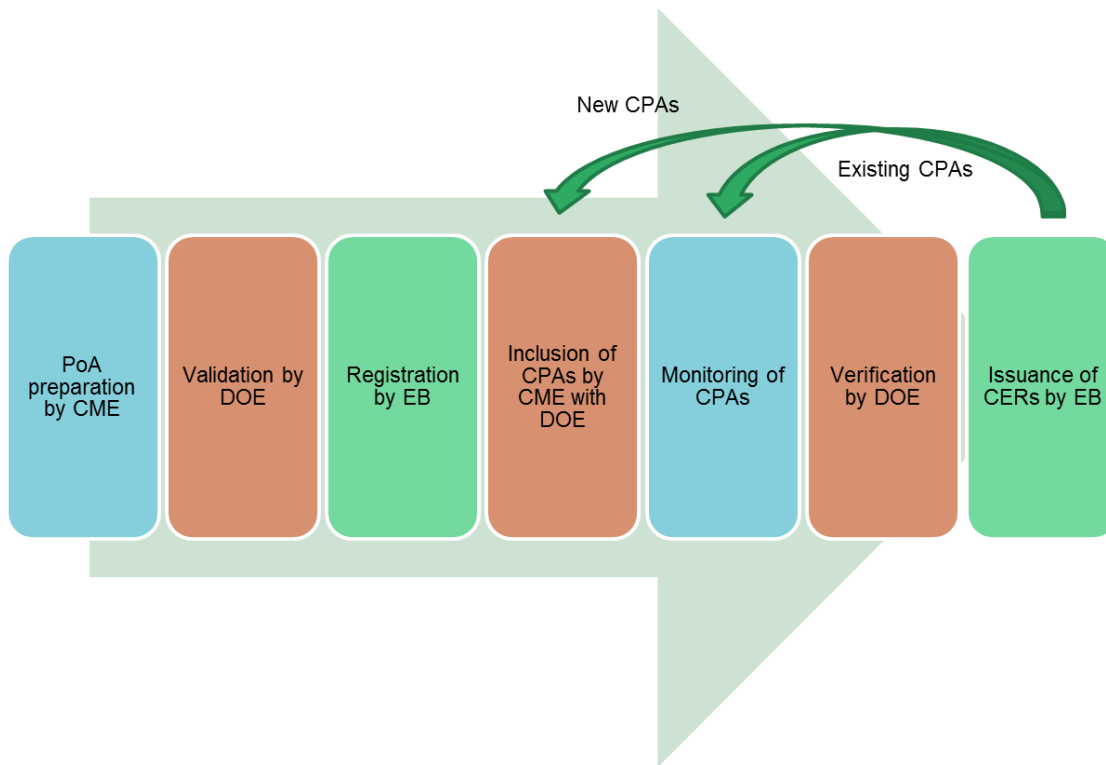 New CPAs
Existing CPAs
PoA
preparation
by CME
Validation by
DOE
Registration
by EB
Inclusion of
CPAs by
CME with
DOE
Monitoring of
CPAs
Verification
by DOE
Issuance of
CERs by EB